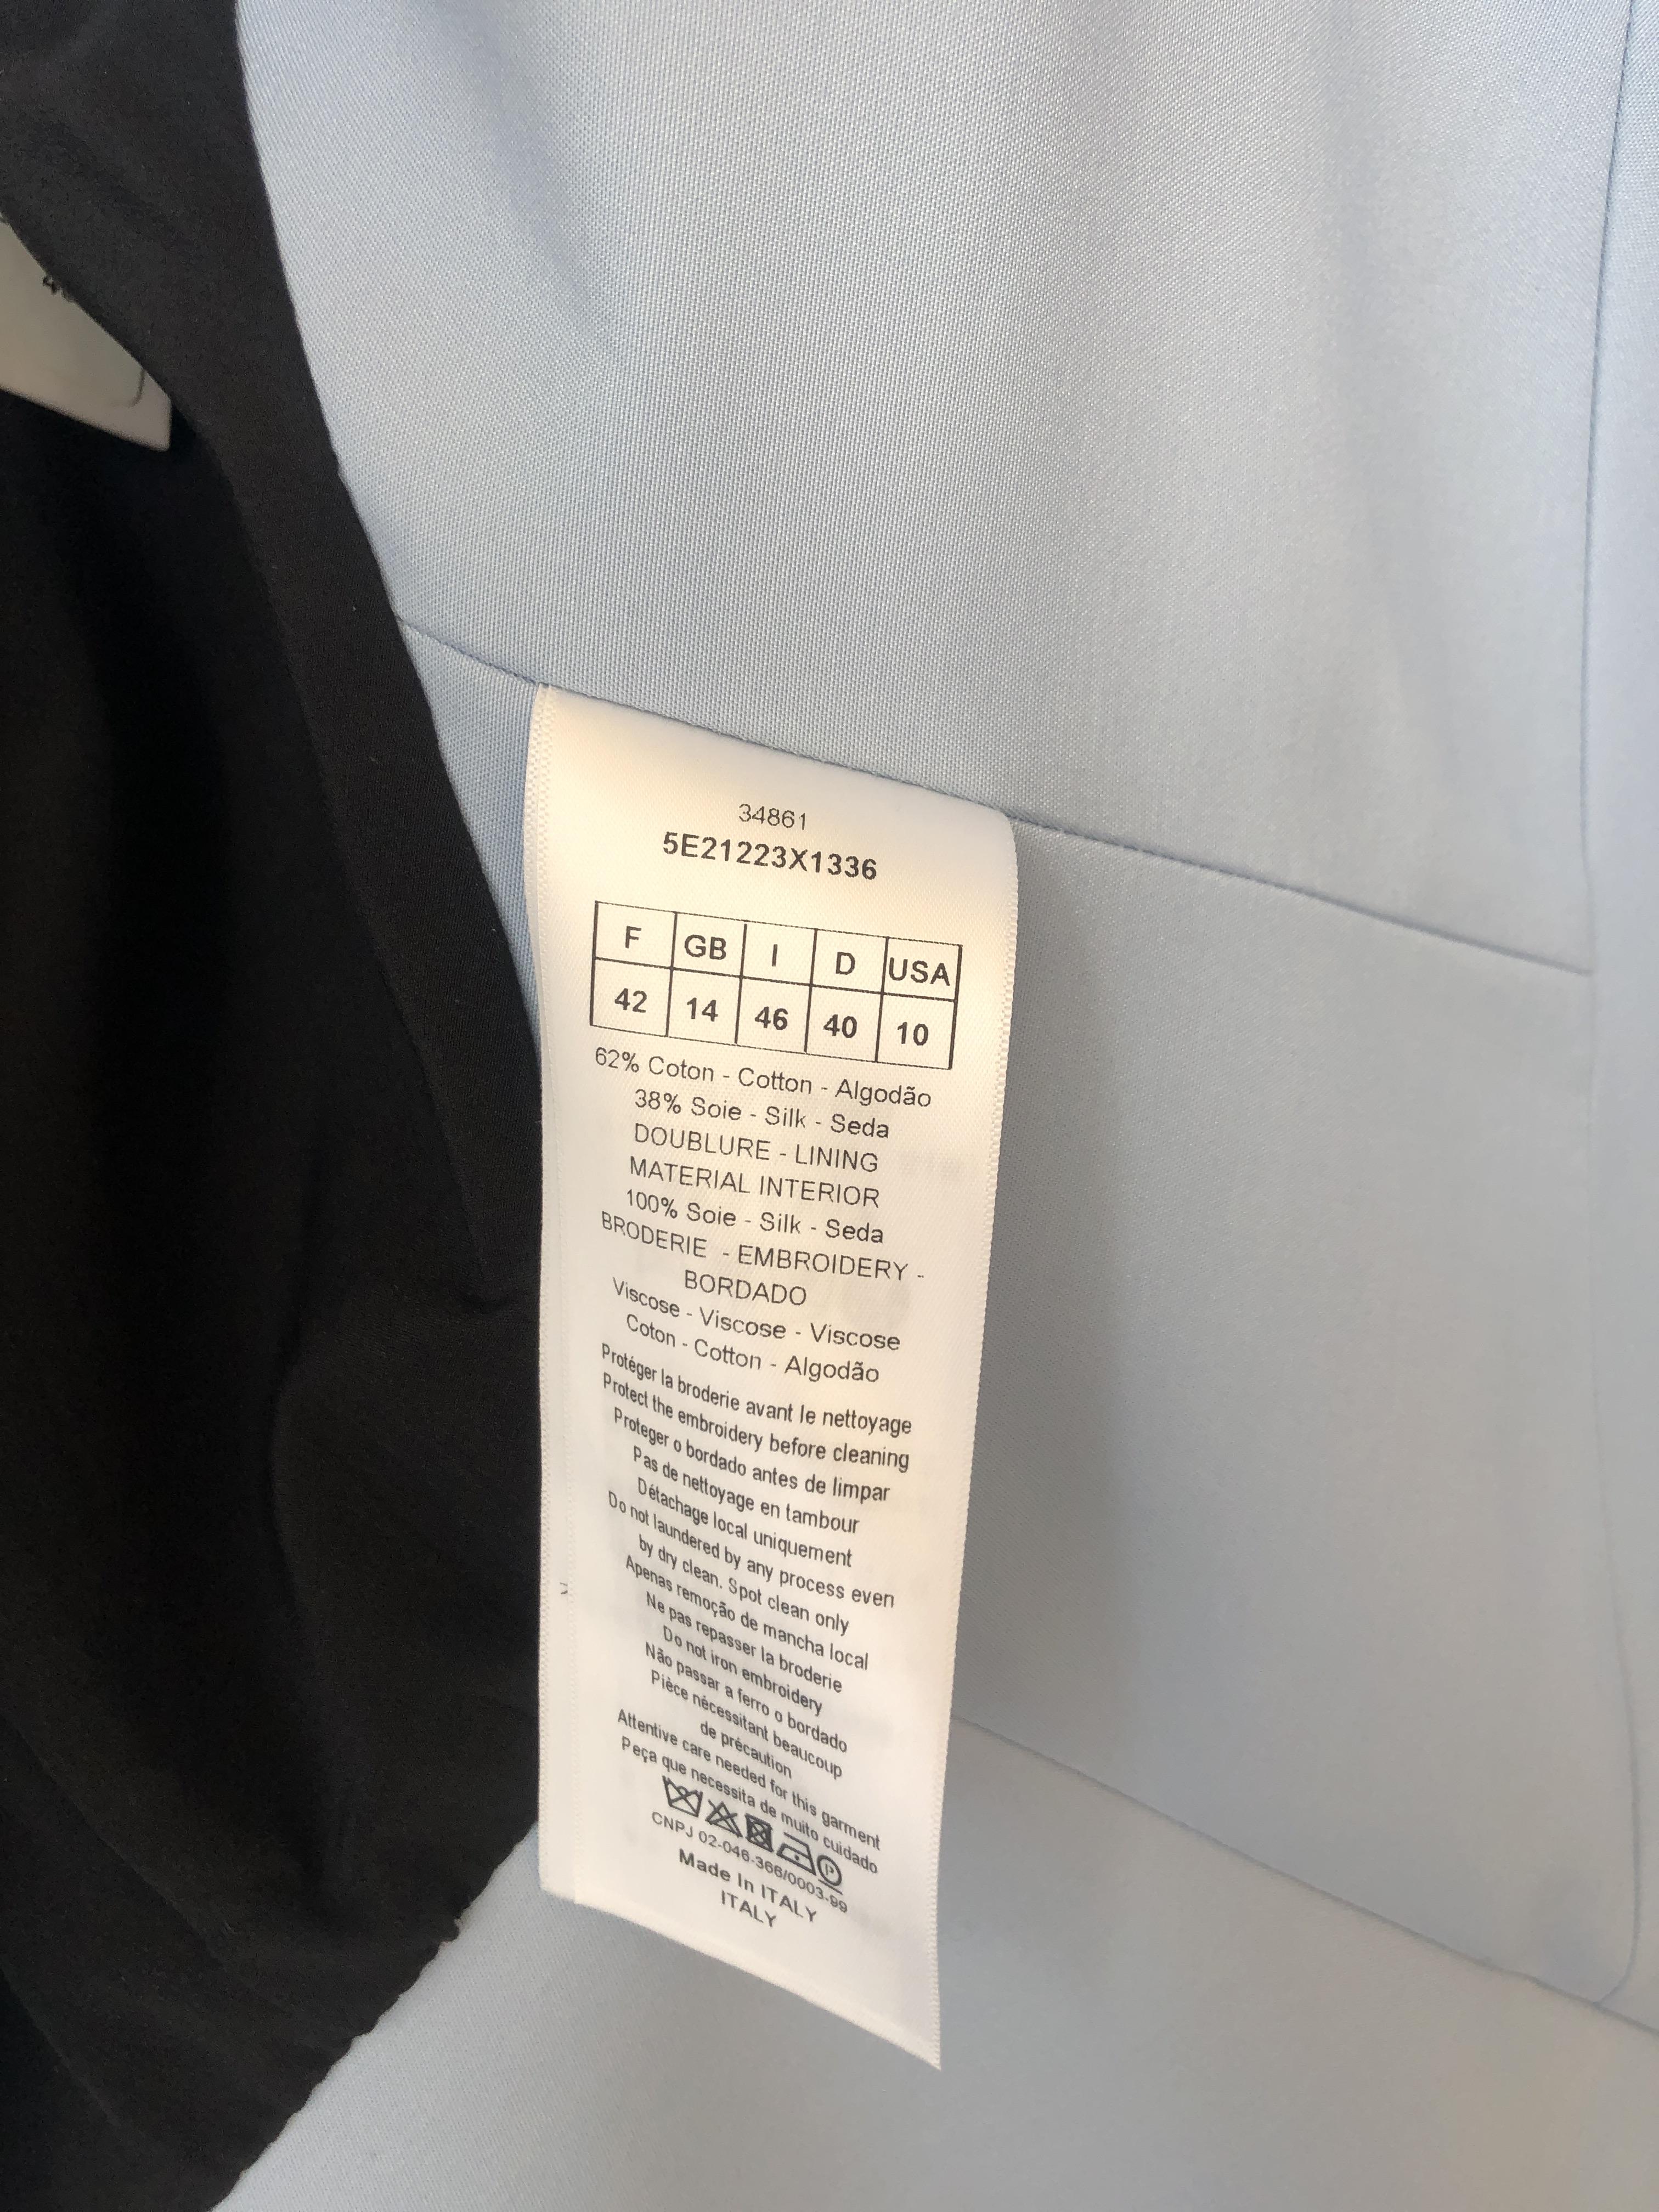 34861
5E21223X1336
F GB I D USA
42 14 46 40 10
62% Coton - Cotton - Algodão
38% Soie - Silk - Seda
DOUBLURE - LINING
MATERIAL INTERIOR
100% Soie - Silk - Seda
BRODERIE - EMBROIDERY -
BORDADO
Viscose - Viscose - Viscose
Coton - Cotton - Algodão
Protéger la broderie avant le nettoyage
Protect the embroidery before cleaning
Proteger o bordado antes de limpar
Pas de nettoyage en tambour
Détachage local uniquement
Do not laundered by any process even
by dry clean. Spot clean only
Apenas remoção de mancha local
Ne pas repasser la broderie
Do not iron embroidery
Não passar a ferro o bordado
Pièce nécessitant beaucoup
de précaution
Attentive care needed for this garment
Peça que necessita de muito cuidado
P
CNPJ 02-046-366/0003-99
Made In ITALY
ITALY